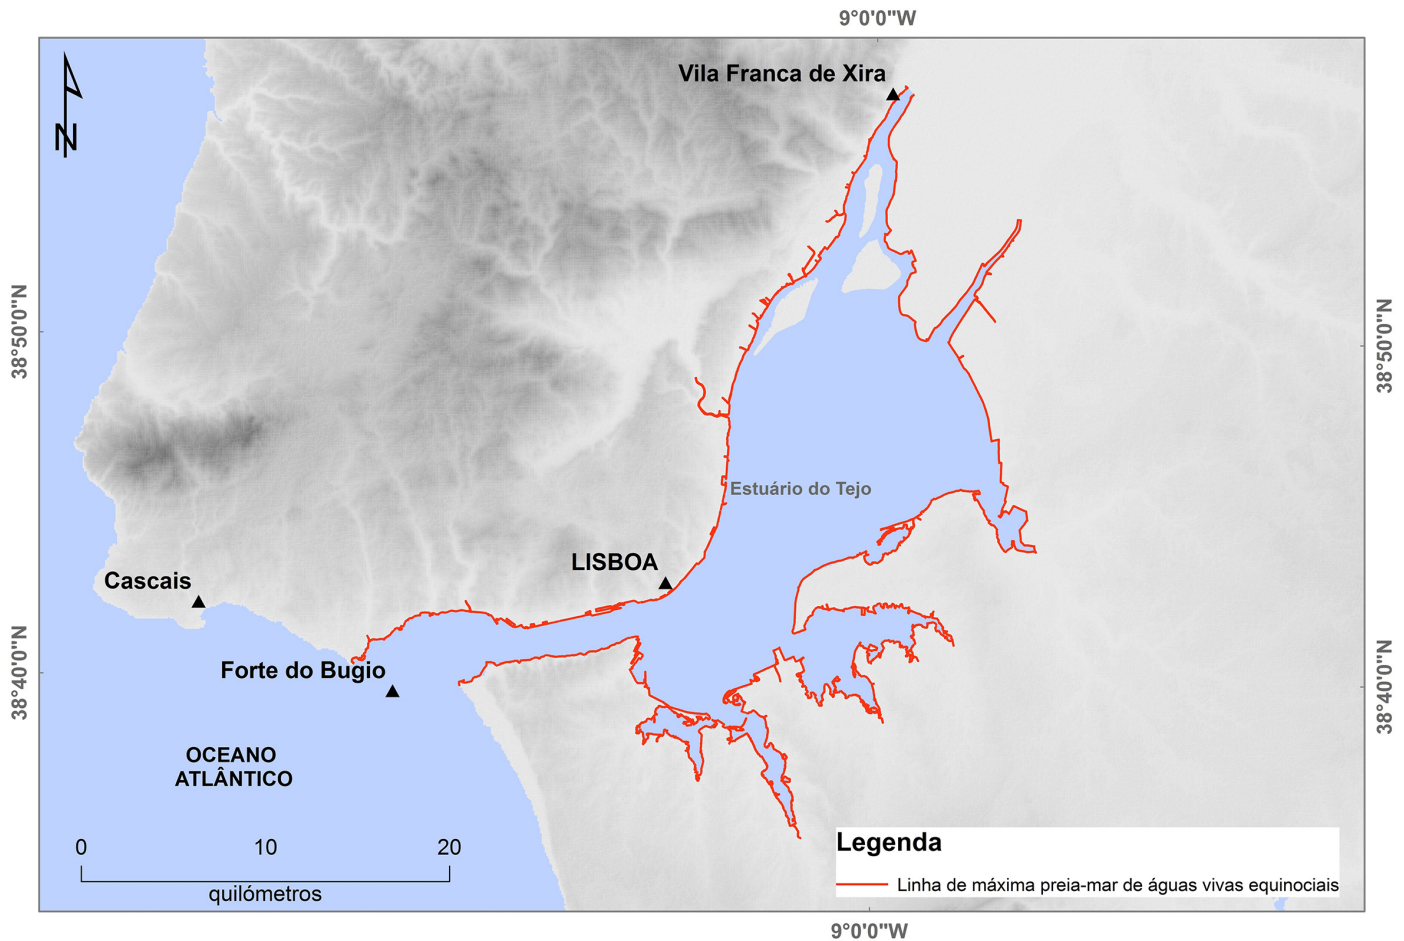 9°0'0"W
Vila Franca de Xira
N
38°50'0"N
38°50'0"N
Estuário do Tejo
LISBOA
Cascais
Forte do Bugio
38°40'0"N
38°40'0"N
OCEANO
ATLÂNTICO
0 10 20
quilómetros
Legenda
Linha de máxima preia-mar de águas vivas equinociais
9°0'0"W